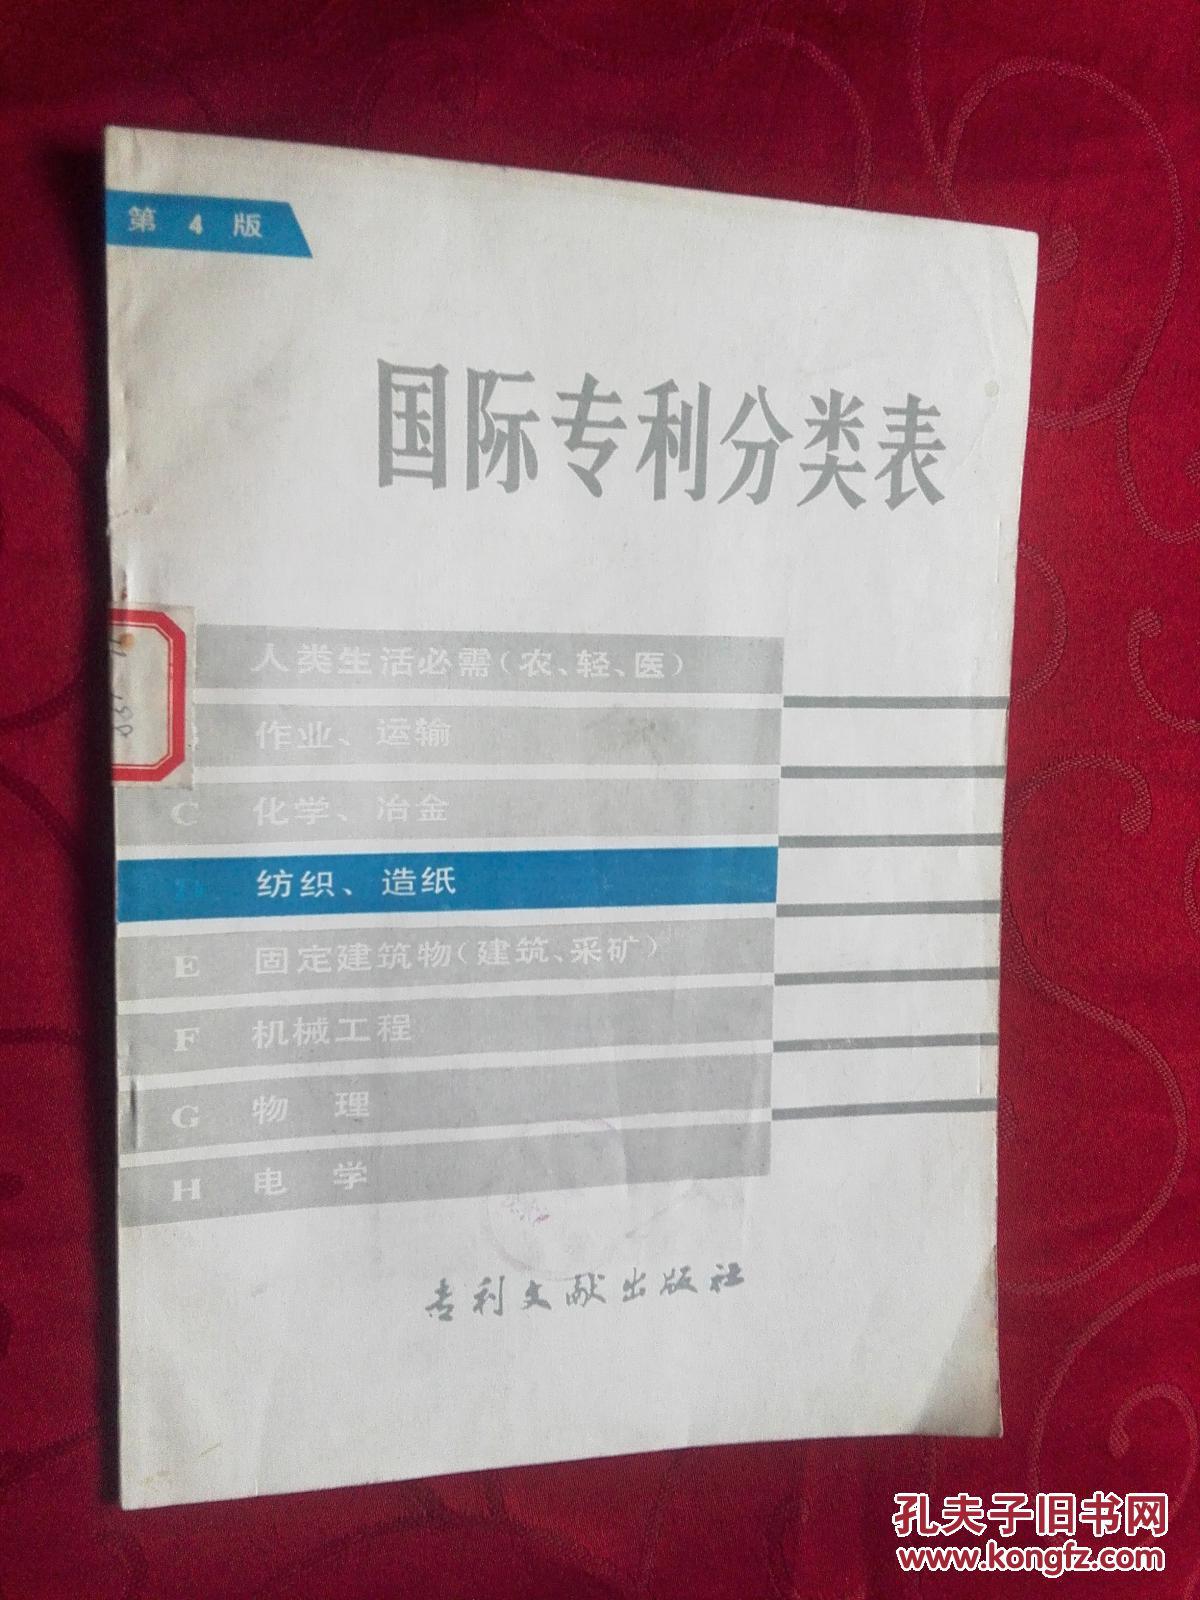 第 4 版
国际专利分类表
人类生活必需(农、轻、医)
作业、运输
C 化学、冶金
D 纺织、造纸
E 固定建筑物(建筑、采矿)
F 机械工程
G 物 理
H 电 学
专利文献出版社
孔夫子旧书网
www.kongfz.com